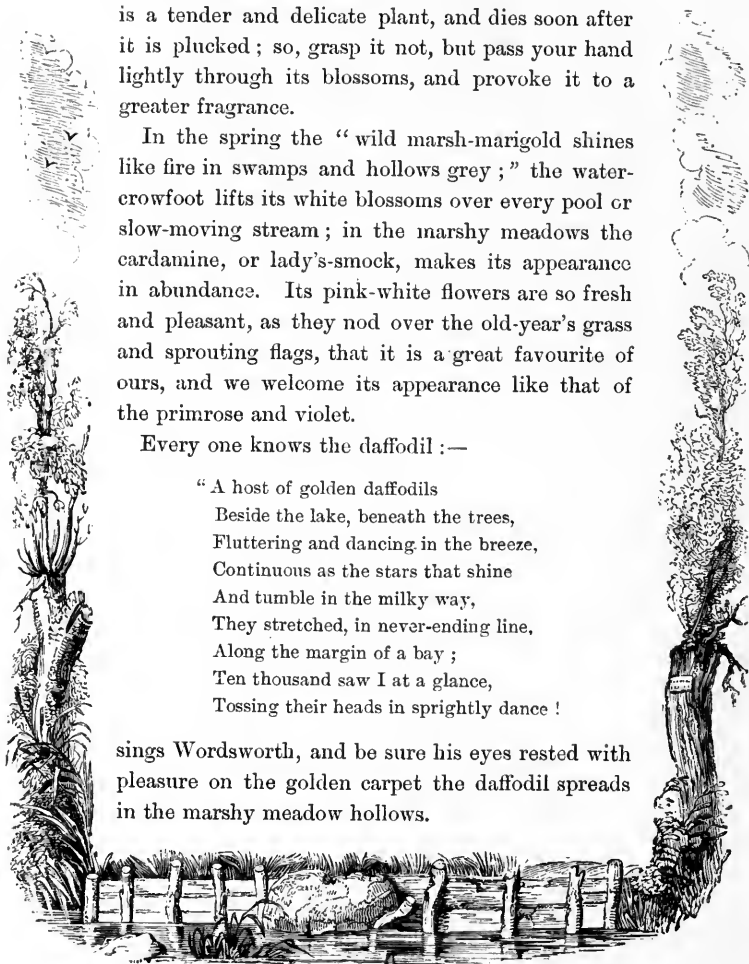 is a tender and delicate plant, and dies soon after
it is plucked ; so, grasp it not, but pass your hand
lightly through its blossoms, and provoke it to a
greater fragrance.
In the spring the “ wild marsh-marigold shines
like fire in swamps and hollows grey ; ” the water-
crowfoot lifts its white blossoms over every pool or
slow-moving stream ; in the marshy meadows the
cardamine, or lady's-smock, makes its appearance
in abundance. Its pink-white flowers are so fresh
and pleasant, as they nod over the old-year's grass
and sprouting flags, that it is a great favourite of
ours, and we welcome its appearance like that of
the primrose and violet.
Every one knows the daffodil :—
“ A host of golden daffodils
Beside the lake, beneath the trees,
Fluttering and dancing in the breeze,
Continuous as the stars that shine
And tumble in the milky way,
They stretched, in never-ending line,
Along the margin of a bay ;
Ten thousand saw I at a glance,
Tossing their heads in sprightly dance !
sings Wordsworth, and be sure his eyes rested with
pleasure on the golden carpet the daffodil spreads
in the marshy meadow hollows.